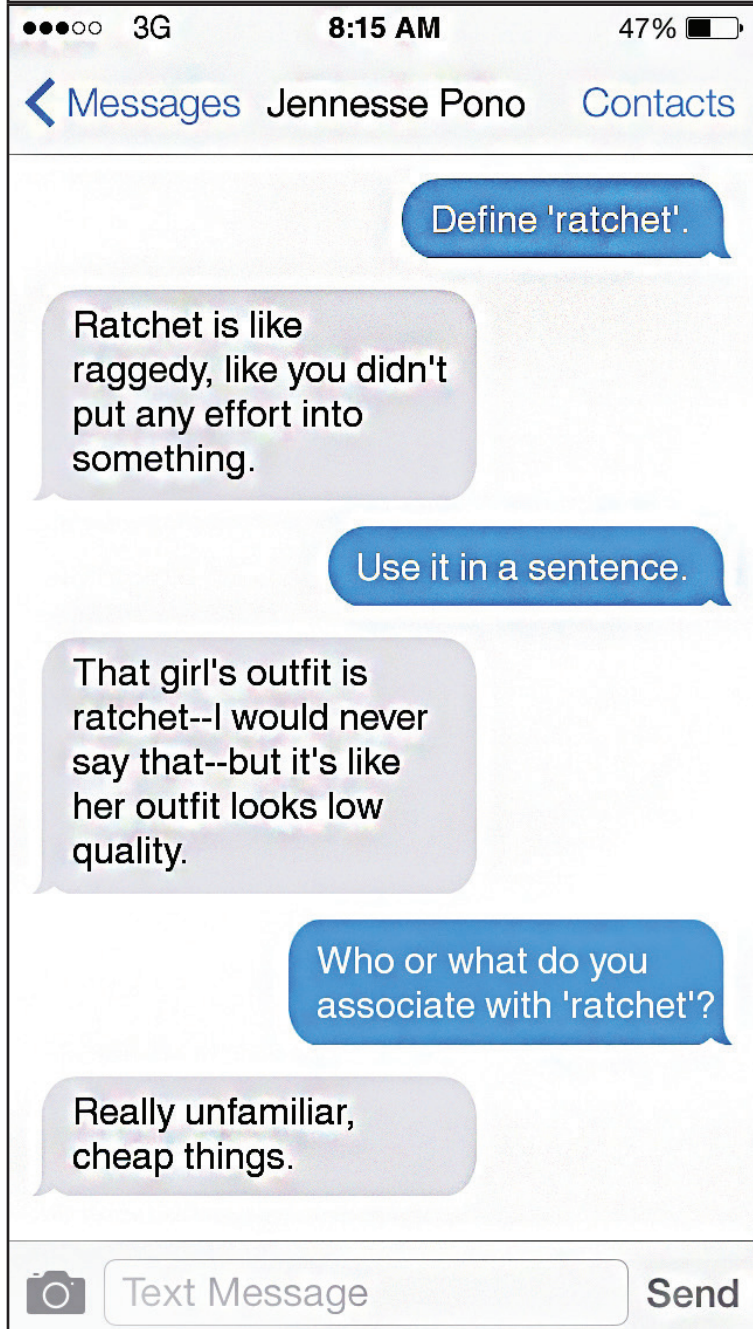 3G 8:15 AM 47%
Messages Jennesse Pono Contacts
Define 'ratchet'.
Ratchet is like
raggedy, like you didn't
put any effort into
something.
Use it in a sentence.
That girl's outfit is
ratchet--I would never
say that--but it's like
her outfit looks low
quality.
Who or what do you
associate with 'ratchet'?
Really unfamiliar,
cheap things.
Text Message Send